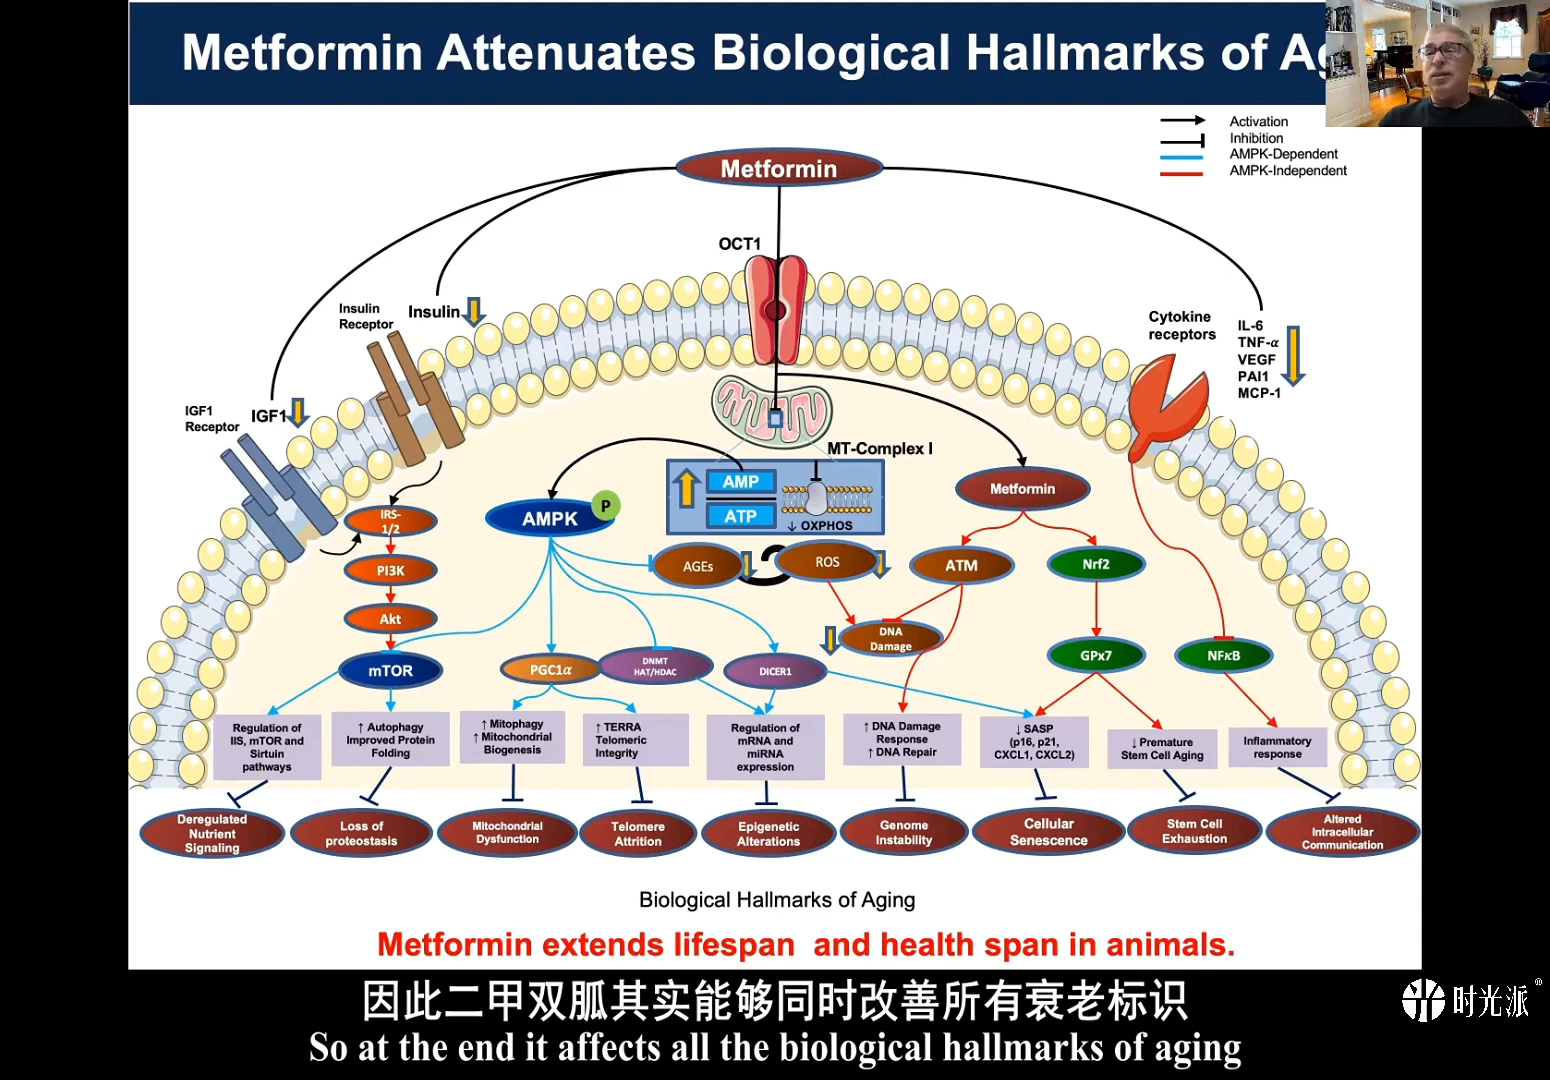 Metformin Attenuates Biological Hallmarks of Ag
Activation
Inhibition
AMPK-Dependent
AMPK-Independent
Metformin
OCT1
Insulin
Receptor
Insulin
IGF1
Receptor
IGF1
Cytokine
receptors
IL-6
TNF-α
VEGF
PAI1
MCP-1
MT-Complex I
AMP
ATP
↓ OXPHOS
Metformin
AMPK
P
IRS-
1/2
PI3K
Akt
mTOR
AGEs
ROS
ATM
Nrf2
DNA
Damage
GPx7
NFκB
PGC1α
DNMT
HAT/HDAC
DICER1
Regulation of
IIS, mTOR and
Sirtuin
pathways
↑ Autophagy
Improved Protein
Folding
↑ Mitophagy
↑ Mitochondrial
Biogenesis
↑ TERRA
Telomeric
Integrity
Regulation of
mRNA and
miRNA
expression
↑ DNA Damage
Response
↑ DNA Repair
↓ SASP
(p16, p21,
CXCL1, CXCL2)
↓ Premature
Stem Cell Aging
Inflammatory
response
Deregulated
Nutrient
Signaling
Loss of
proteostasis
Mitochondrial
Dysfunction
Telomere
Attrition
Epigenetic
Alterations
Genome
Instability
Cellular
Senescence
Stem Cell
Exhaustion
Altered
Intracellular
Communication
Biological Hallmarks of Aging
Metformin extends lifespan and health span in animals.
因此二甲双胍其实能够同时改善所有衰老标识
时光派®
So at the end it affects all the biological hallmarks of aging